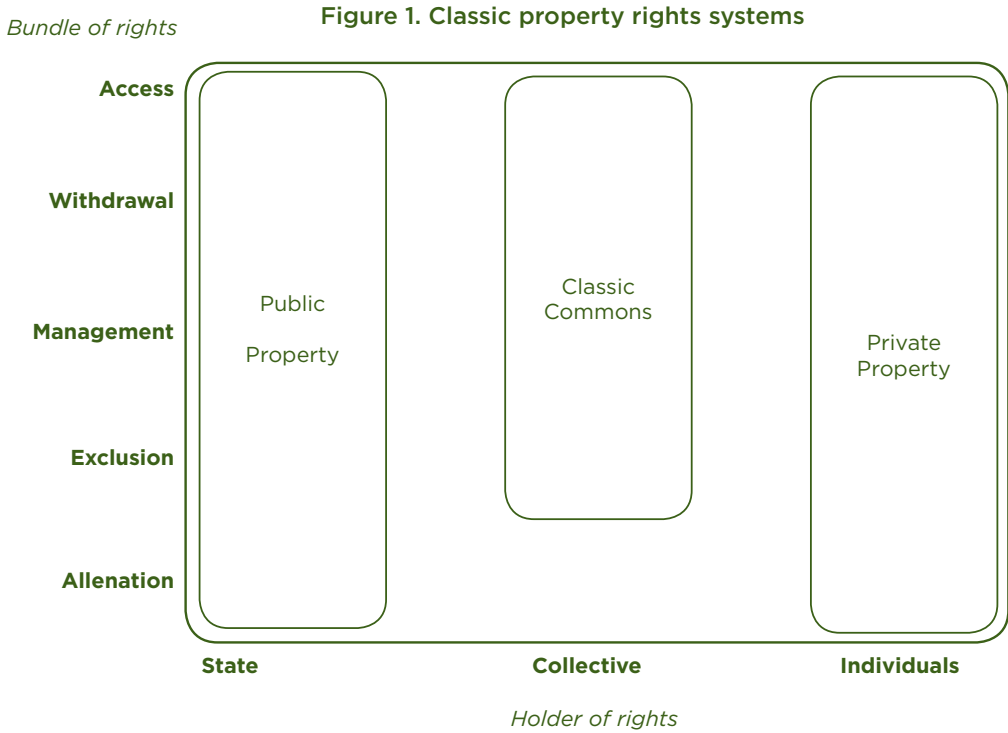 Figure 1. Classic property rights systems
Bundle of rights
Access
Withdrawal
Management
Exclusion
Allenation
Public
Property
Classic
Commons
Private
Property
State
Collective
Individuals
Holder of rights